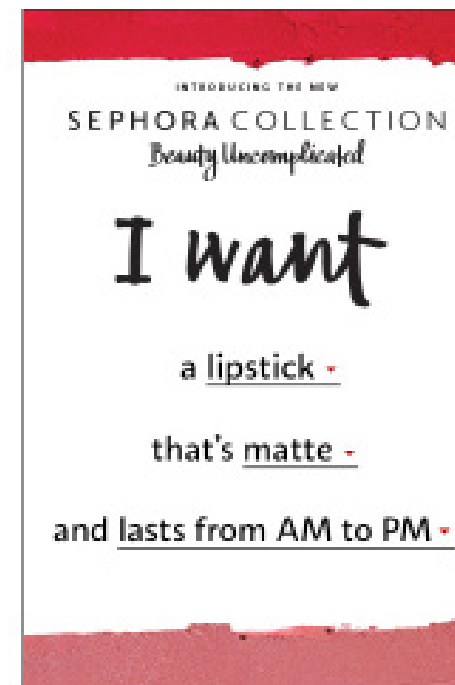 INTRODUCING THE NEW
SEPHORA COLLECTION
Beauty Uncomplicated
I want
a lipstick
that's matte
and lasts from AM to PM